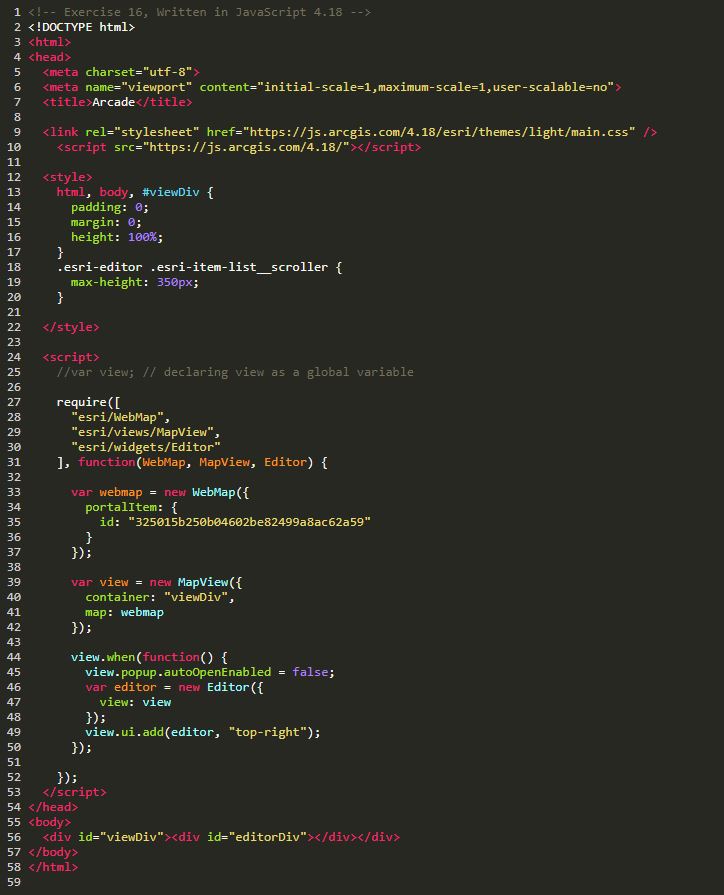 1 <!-- Exercise 16, Written in JavaScript 4.18 -->
2 <!DOCTYPE html>
3 <html>
4 <head>
5   <meta charset="utf-8">
6   <meta name="viewport" content="initial-scale=1,maximum-scale=1,user-scalable=no">
7   <title>Arcade</title>
8
9   <link rel="stylesheet" href="https://js.arcgis.com/4.18/esri/themes/light/main.css" />
10     <script src="https://js.arcgis.com/4.18/"></script>
11
12   <style>
13     html, body, #viewDiv {
14       padding: 0;
15       margin: 0;
16       height: 100%;
17     }
18     .esri-editor .esri-item-list__scroller {
19       max-height: 350px;
20     }
21
22   </style>
23
24   <script>
25     //var view; // declaring view as a global variable
26
27     require([
28       "esri/WebMap",
29       "esri/views/MapView",
30       "esri/widgets/Editor"
31     ], function(WebMap, MapView, Editor) {
32
33       var webmap = new WebMap({
34         portalItem: {
35           id: "325015b250b04602be82499a8ac62a59"
36         }
37       });
38
39       var view = new MapView({
40         container: "viewDiv",
41         map: webmap
42       });
43
44       view.when(function() {
45         view.popup.autoOpenEnabled = false;
46         var editor = new Editor({
47           view: view
48         });
49         view.ui.add(editor, "top-right");
50       });
51
52     });
53   </script>
54 </head>
55 <body>
56   <div id="viewDiv"><div id="editorDiv"></div></div>
57 </body>
58 </html>
59